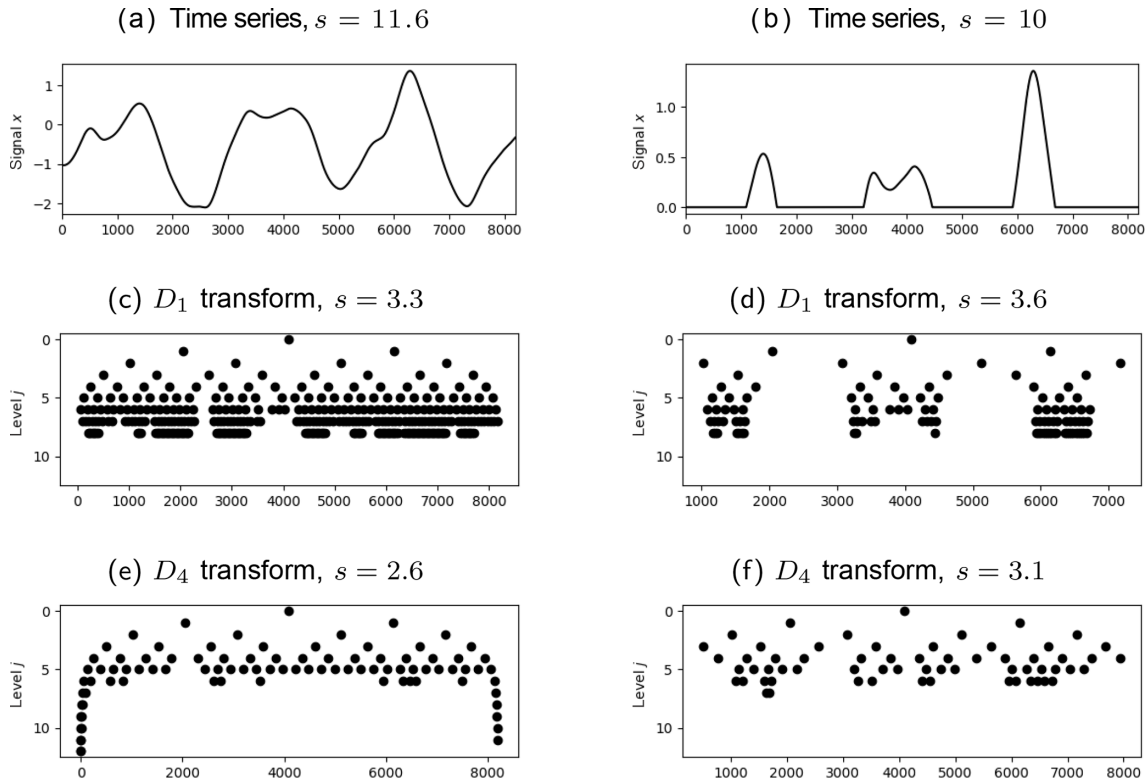 (a) Time series, s = 11.6
(b) Time series, s = 10
Signal x
1
0
−1
−2
0 1000 2000 3000 4000 5000 6000 7000 8000
Signal x
1.0
0.5
0.0
0 1000 2000 3000 4000 5000 6000 7000 8000
(c) D₁ transform, s = 3.3
(d) D₁ transform, s = 3.6
Level j
0
5
10
0 1000 2000 3000 4000 5000 6000 7000 8000
Level j
0
5
10
1000 2000 3000 4000 5000 6000 7000
(e) D₄ transform, s = 2.6
(f) D₄ transform, s = 3.1
Level j
0
5
10
0 2000 4000 6000 8000
Level j
0
5
10
1000 2000 3000 4000 5000 6000 7000 8000